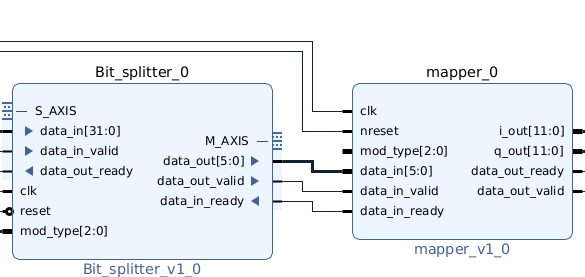 Bit_splitter_0
S_AXIS
data_in[31:0]
data_in_valid
data_out_ready
clk
reset
mod_type[2:0]
M_AXIS
data_out[5:0]
data_out_valid
data_in_ready
Bit_splitter_v1_0
mapper_0
clk
nreset
mod_type[2:0]
data_in[5:0]
data_in_valid
data_in_ready
i_out[11:0]
q_out[11:0]
data_out_ready
data_out_valid
mapper_v1_0